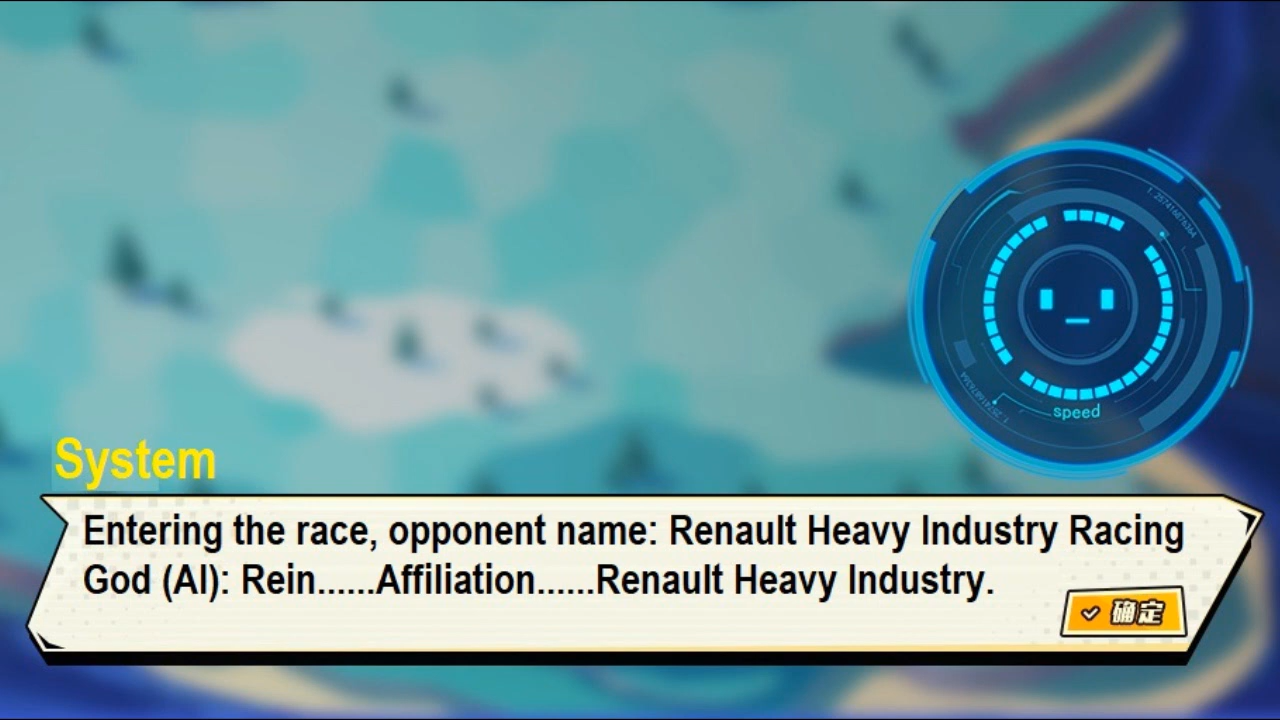 speed
System
Entering the race, opponent name: Renault Heavy Industry Racing
God (AI): Rein......Affiliation......Renault Heavy Industry.
确定